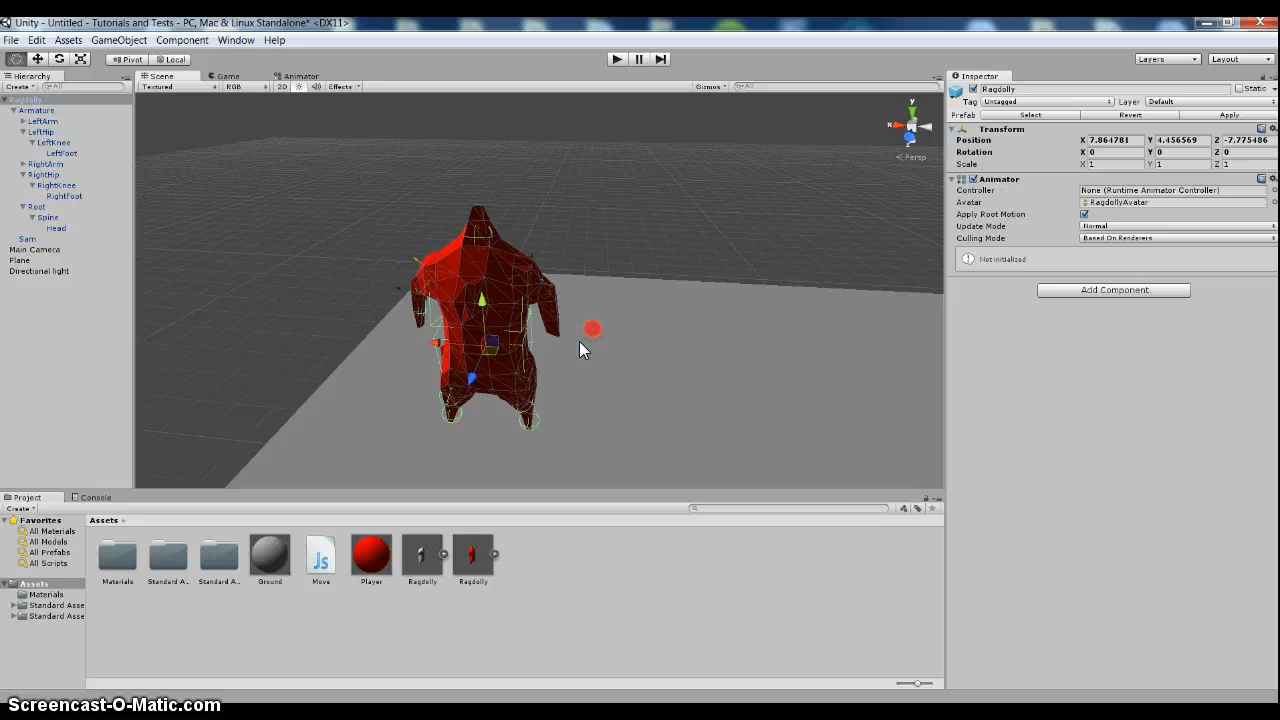 Unity - Untitled - Tutorials and Tests - PC, Mac & Linux Standalone* <DX11>
File Edit Assets GameObject Component Window Help
Pivot Local Layers Layout
Hierarchy
Create All
Ragdolly
Armature
LeftArm
LeftHip
LeftKnee
LeftFoot
RightArm
RightHip
RightKnee
RightFoot
Root
Spine
Head
Sam
Main Camera
Plane
Directional light
Scene Game Animator
Textured RGB 2D Effects Gizmos All
y
x
z
Persp
Inspector
Ragdolly Static
Tag Untagged Layer Default
Prefab Select Revert Apply
Transform
Position X 7.864781 Y 4.456569 Z -7.775486
Rotation X 0 Y 0 Z 0
Scale X 1 Y 1 Z 1
Animator
Controller None (Runtime Animator Controller)
Avatar RagdollyAvatar
Apply Root Motion
Update Mode Normal
Culling Mode Based On Renderers
Not initialized
Add Component
Project Console
Create
Favorites
All Materials
All Models
All Prefabs
All Scripts
Assets
Materials
Standard Asse
Standard Asse
Assets
Js
Materials Standard A.. Standard A.. Ground Move Player Ragdolly Ragdolly
Screencast-O-Matic.com